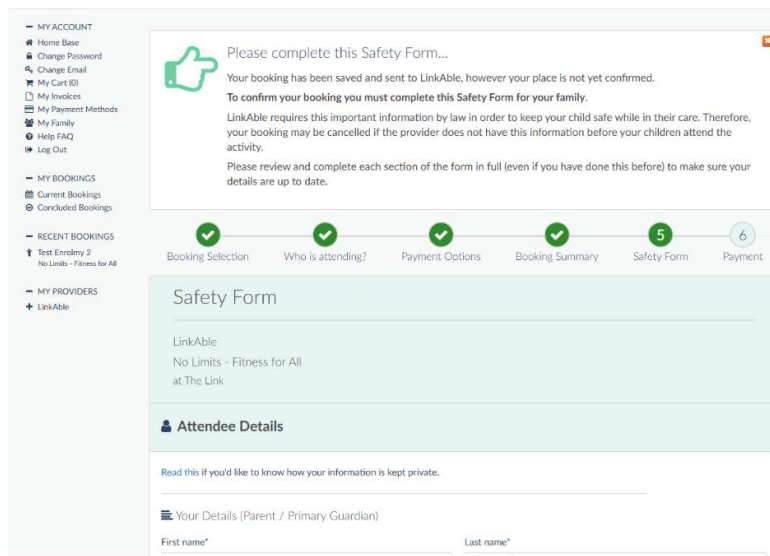 MY ACCOUNT
Home Base
Change Password
Change Email
My Cart (0)
My Invoices
My Payment Methods
My Family
Help FAQ
Log Out
MY BOOKINGS
Current Bookings
Concluded Bookings
RECENT BOOKINGS
Test Enrolmy 2
No Limits - Fitness for All
MY PROVIDERS
LinkAble
Please complete this Safety Form...
Your booking has been saved and sent to LinkAble, however your place is not yet confirmed.
To confirm your booking you must complete this Safety Form for your family.
LinkAble requires this important information by law in order to keep your child safe while in their care. Therefore,
your booking may be cancelled if the provider does not have this information before your children attend the
activity.
Please review and complete each section of the form in full (even if you have done this before) to make sure your
details are up to date.
5
6
Booking Selection
Who is attending?
Payment Options
Booking Summary
Safety Form
Payment
Safety Form
LinkAble
No Limits - Fitness for All
at The Link
Attendee Details
Read this if you'd like to know how your information is kept private.
Your Details (Parent / Primary Guardian)
First name*
Last name*